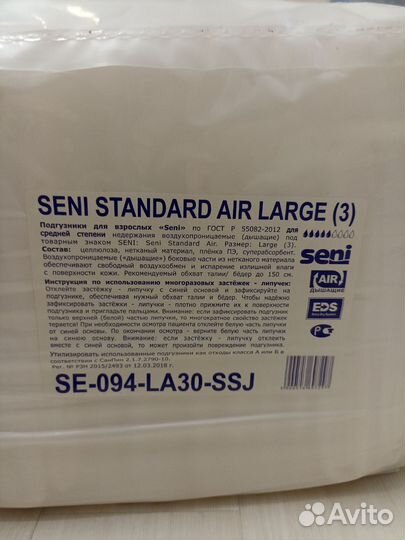 SENI STANDARD AIR LARGE (3)
Подгузники для взрослых «Seni» по ГОСТ Р 55082-2012 для
средней степени недержания воздухопроницаемые (дышащие) под
товарным знаком SENI: Seni Standard Air. Размер: Large (3).
Состав: целлюлоза, нетканый материал, плёнка ПЭ, суперабсорбент.
Воздухопроницаемые («дышащие») боковые части из нетканого материала
обеспечивают свободный воздухообмен и испарение излишней влаги
с поверхности кожи. Рекомендуемый обхват талии/ бёдер до 150 см.
seni
(AIR)
ДЫШАЩИЕ
EDS
Инструкция по использованию многоразовых застёжек - липучек:
Отклейте застёжку - липучку с синей основой и зафиксируйте на
подгузнике, обеспечивая нужный обхват талии и бёдер. Чтобы надёжно
зафиксировать застёжки - липучки плотно прижмите их к поверхности
подгузника и пригладьте пальцами. Внимание: если зафиксировать подгузник
только верхней (белой) частью липучки, то многократное свойство застёжек
теряется. При необходимости осмотра пациента отклейте белую часть липучки
от синей основы. По окончании осмотра - верните белую часть липучки
на синюю основу. Внимание: если застёжку - липучку отклеить
вместе с синей основой, то может произойти повреждение подгузника.
Утилизировать использованные подгузники как отходы класса А или Б в
соответствии с СанПин 2.1.7.2790-10.
Рег. № РЗН 2015/2493 от 12.03.2018 г.
SE-094-LA30-SSJ
Avito